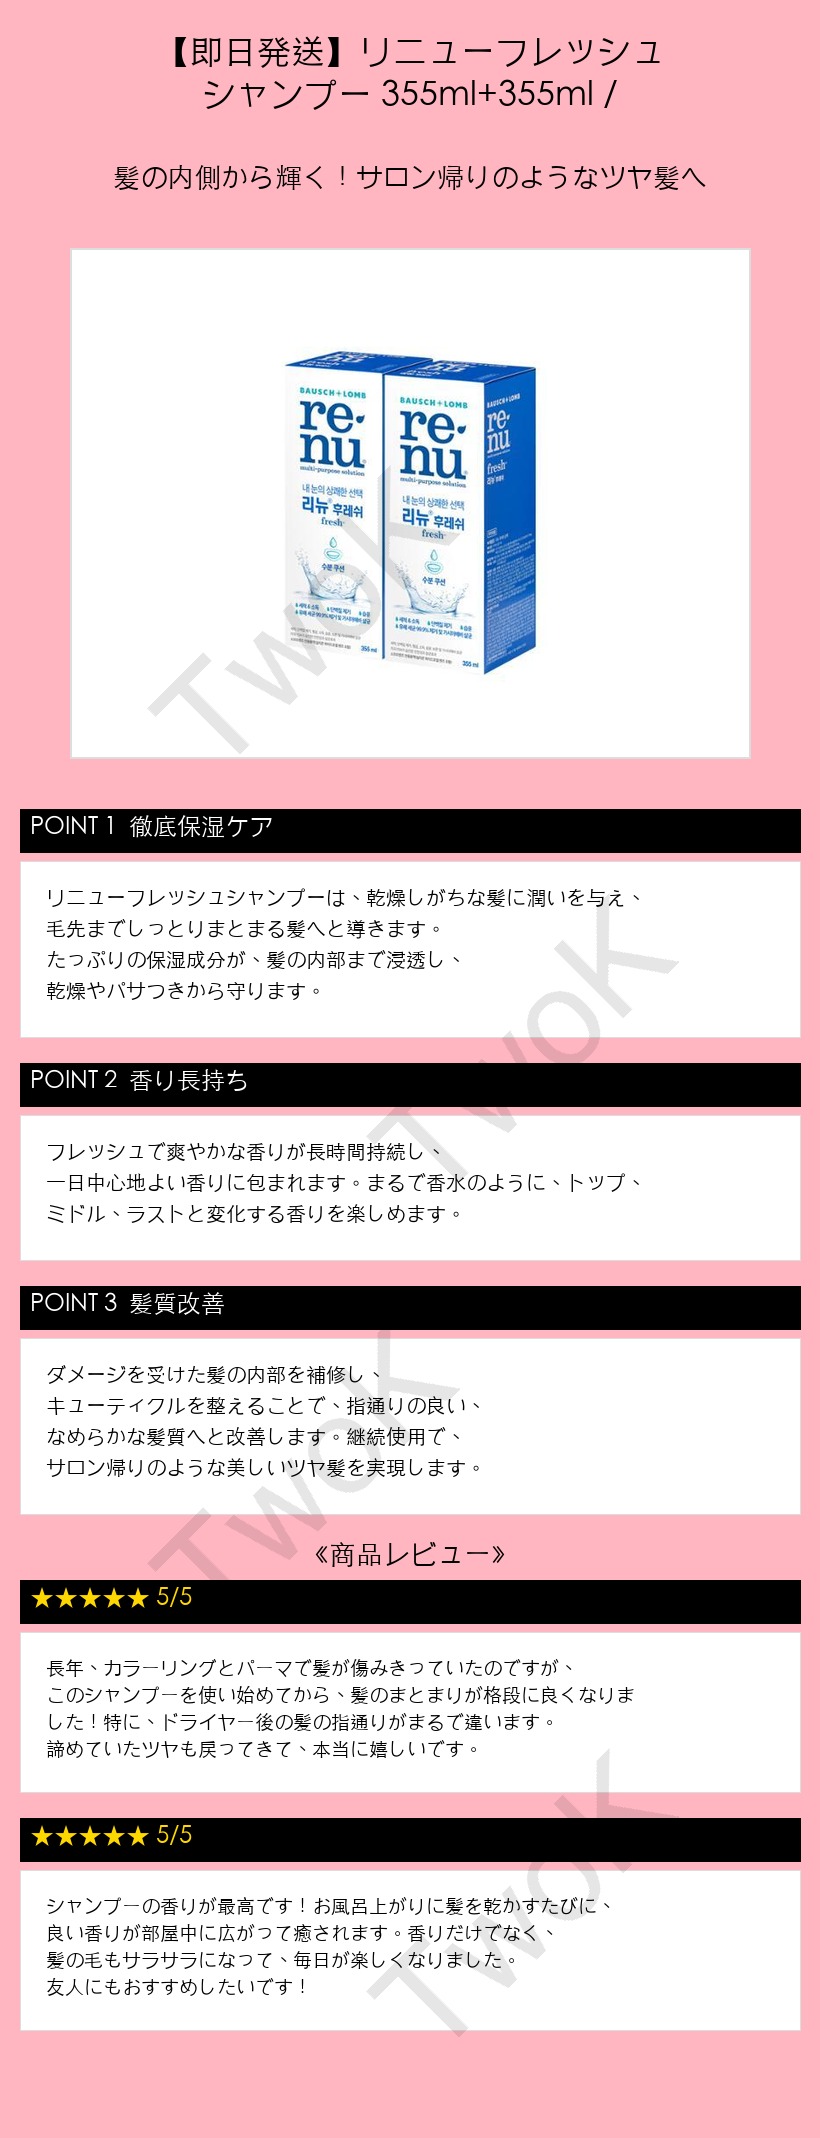 【即日発送】リニューフレッシュ
シャンプー 355ml+355ml /
髪の内側から輝く！サロン帰りのようなツヤ髪へ
BAUSCH + LOMB
re
nu
multi-purpose solution
내 눈의 상쾌한 선택
리뉴® 후레쉬
fresh™
수분 쿠션
355 ml
BAUSCH + LOMB
re
nu
multi-purpose solution
내 눈의 상쾌한 선택
리뉴® 후레쉬
fresh™
수분 쿠션
355 ml
BAUSCH + LOMB
re
nu
fresh
TwoK
POINT 1 徹底保湿ケア
リニューフレッシュシャンプーは、乾燥しがちな髪に潤いを与え、
毛先までしっとりまとまる髪へと導きます。
たっぷりの保湿成分が、髪の内部まで浸透し、
乾燥やパサつきから守ります。
TwoK
POINT 2 香り長持ち
フレッシュで爽やかな香りが長時間持続し、
一日中心地よい香りに包まれます。まるで香水のように、トップ、
ミドル、ラストと変化する香りを楽しめます。
POINT 3 髪質改善
ダメージを受けた髪の内部を補修し、
キューティクルを整えることで、指通りの良い、
なめらかな髪質へと改善します。継続使用で、
サロン帰りのような美しいツヤ髪を実現します。
TwoK
《商品レビュー》
★★★★★ 5/5
長年、カラーリングとパーマで髪が傷みきっていたのですが、
このシャンプーを使い始めてから、髪のまとまりが格段に良くなりま
した！特に、ドライヤー後の髪の指通りがまるで違います。
諦めていたツヤも戻ってきて、本当に嬉しいです。
★★★★★ 5/5
シャンプーの香りが最高です！お風呂上がりに髪を乾かすたびに、
良い香りが部屋中に広がって癒されます。香りだけでなく、
髪の毛もサラサラになって、毎日が楽しくなりました。
友人にもおすすめしたいです！
TwoK